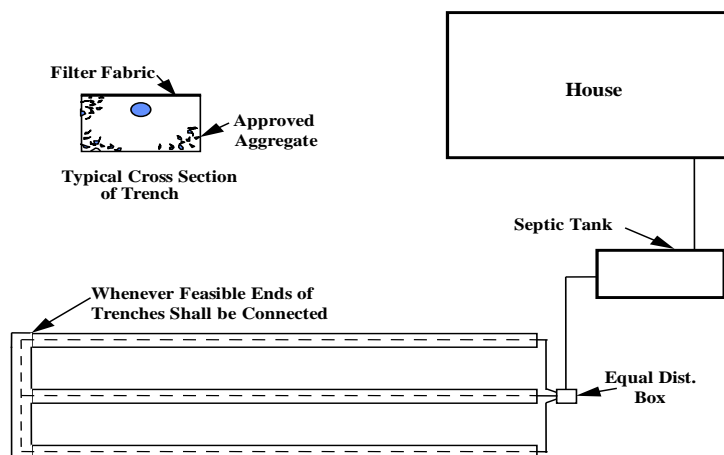 Filter Fabric
House
Approved
Aggregate
Typical Cross Section
of Trench
Septic Tank
Whenever Feasible Ends of
Trenches Shall be Connected
Equal Dist.
Box